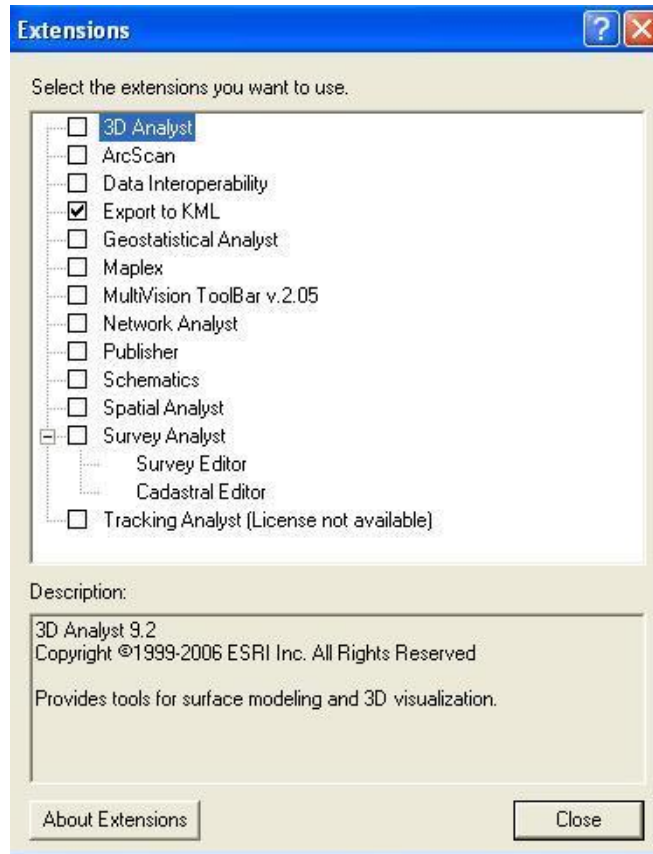 Extensions
Select the extensions you want to use.
3D Analyst
ArcScan
Data Interoperability
Export to KML
Geostatistical Analyst
Maplex
MultiVision ToolBar v.2.05
Network Analyst
Publisher
Schematics
Spatial Analyst
Survey Analyst
Survey Editor
Cadastral Editor
Tracking Analyst (License not available)
Description:
3D Analyst 9.2
Copyright ©1999-2006 ESRI Inc. All Rights Reserved
Provides tools for surface modeling and 3D visualization.
About Extensions
Close